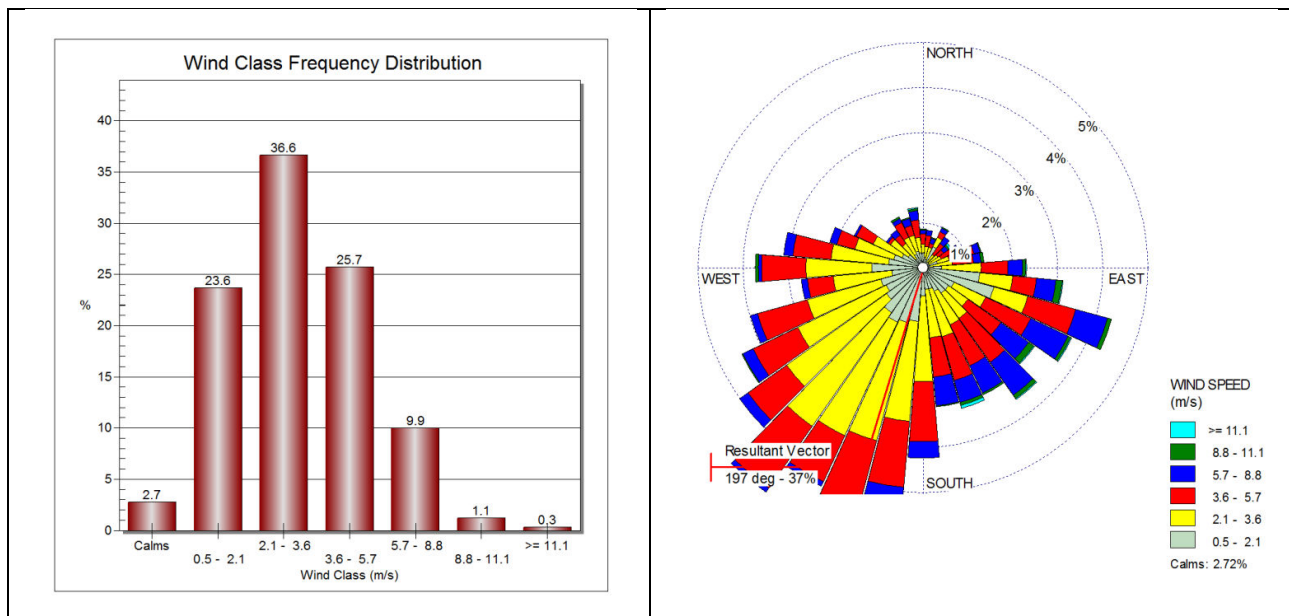 Wind Class Frequency Distribution
40
35
30
25
20
15
10
5
0
%
2.7
23.6
36.6
25.7
9.9
1.1
0.3
Calms
0.5 - 2.1
2.1 - 3.6
3.6 - 5.7
5.7 - 8.8
8.8 - 11.1
>= 11.1
Wind Class (m/s)
NORTH
5%
4%
3%
2%
1%
WEST
EAST
Resultant Vector
197 deg - 37%
SOUTH
WIND SPEED
(m/s)
>= 11.1
8.8 - 11.1
5.7 - 8.8
3.6 - 5.7
2.1 - 3.6
0.5 - 2.1
Calms: 2.72%